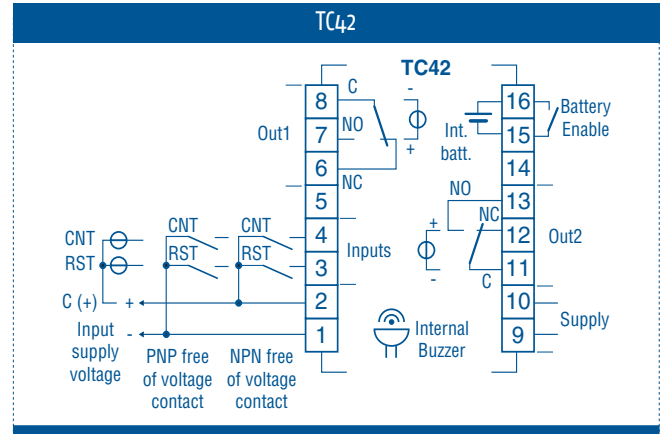 TC42
TC42
C
8
Out1
7
NO
6
NC
5
-
+
CNT
RST
CNT
RST
CNT
RST
4
3
Inputs
C (+)
+
2
Input
supply
voltage
-
1
PNP free
of voltage
contact
NPN free
of voltage
contact
Int.
batt.
16
15
Battery
Enable
14
NO
13
NC
12
Out2
+
-
11
C
10
Supply
9
Internal
Buzzer